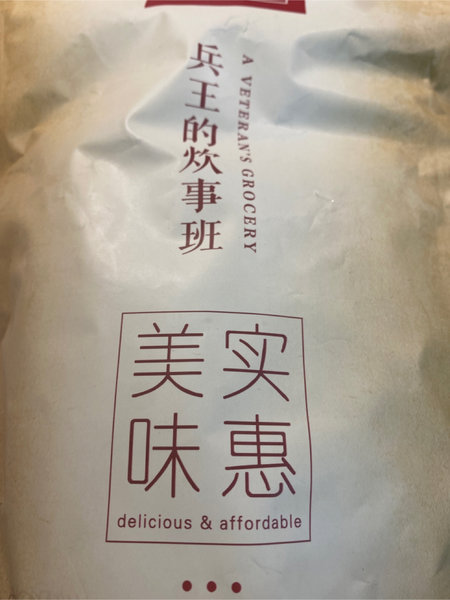 兵王的炊事班
A VETERAN'S GROCERY
实惠
美味
delicious & affordable